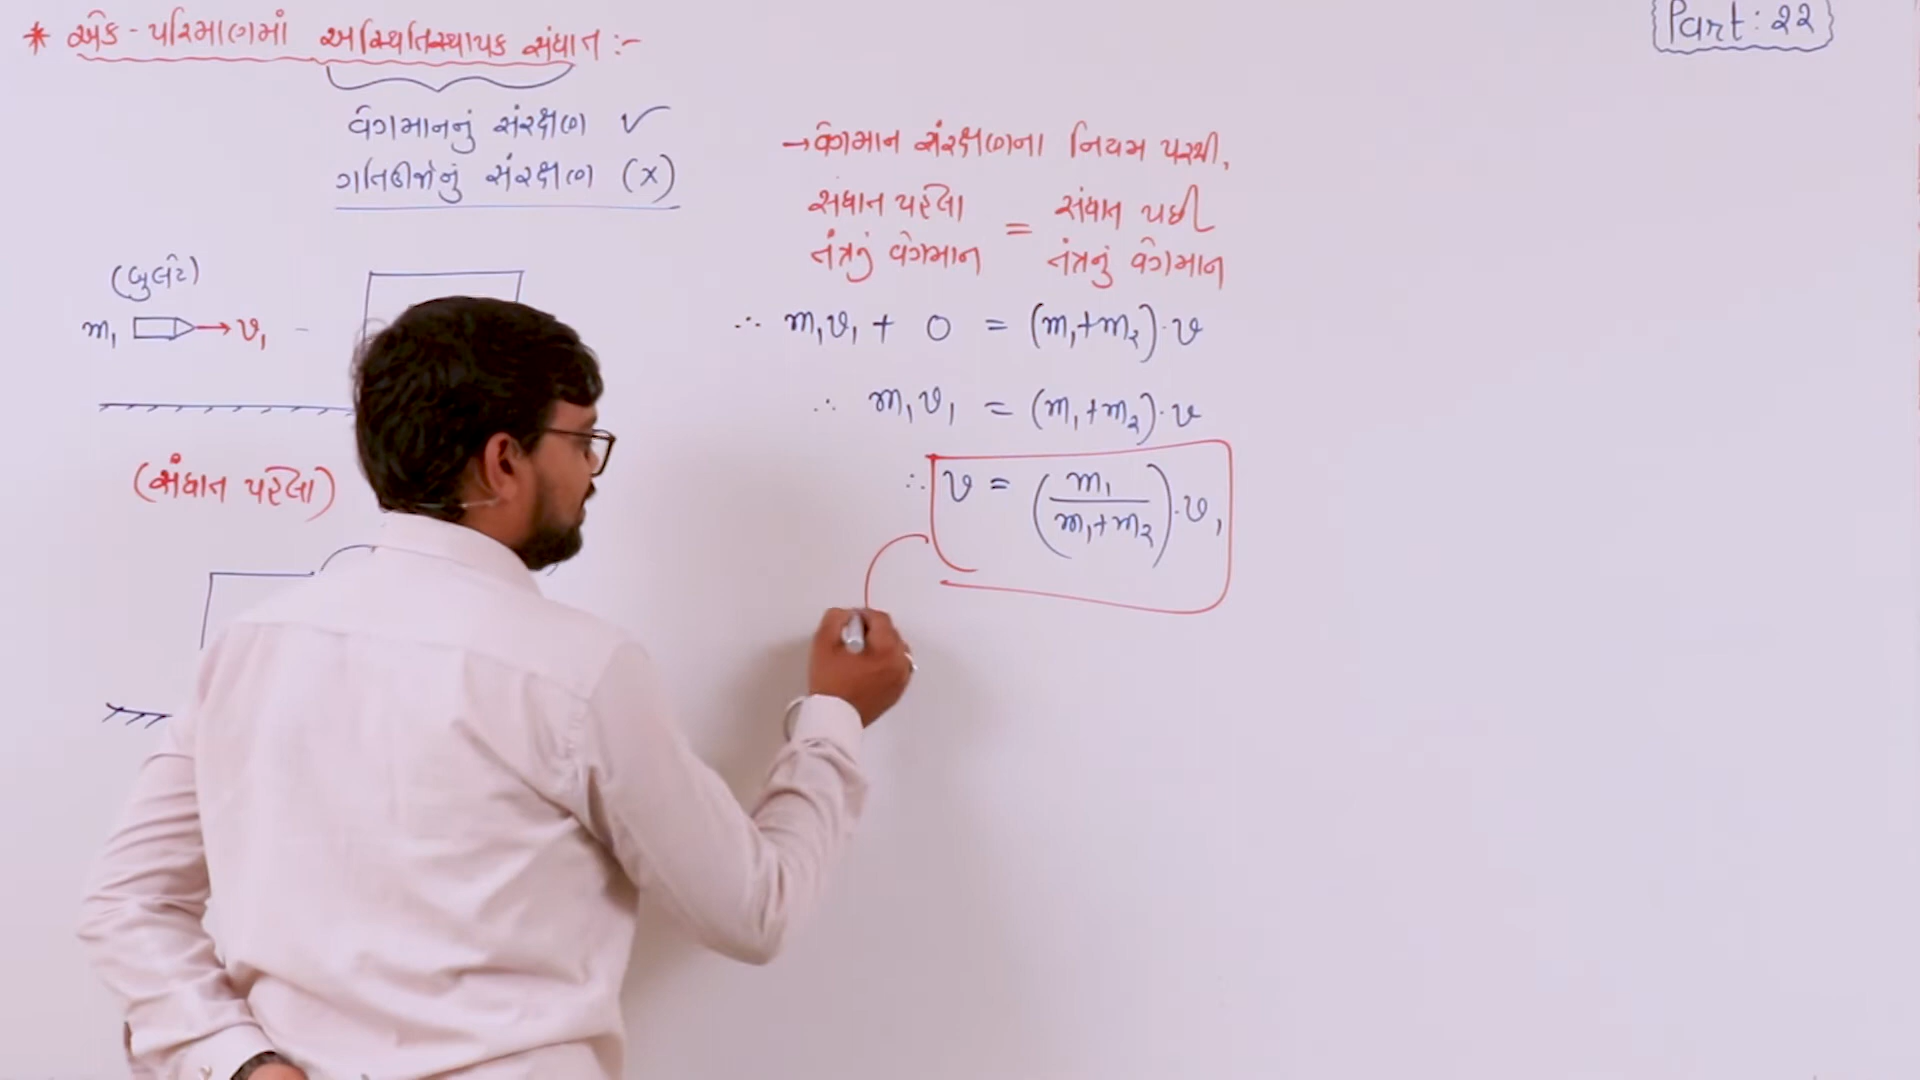 * એક - પરિમાણમાં અસ્થિતિસ્થાપક સંઘાત :-
Part : 22
વેગમાનનું સંરક્ષણ ✓
ગતિઊર્જાનું સંરક્ષણ (x)
(બુલેટ)
m₁ → v₁
(સંઘાત પહેલા)
→ વેગમાન સંરક્ષણના નિયમ પરથી,
સંઘાત પહેલા તંત્રનું વેગમાન = સંઘાત પછી તંત્રનું વેગમાન
∴ m₁v₁ + 0 = (m₁+m₂)·v
∴ m₁v₁ = (m₁+m₂)·v
∴ v = (m₁/(m₁+m₂))·v₁